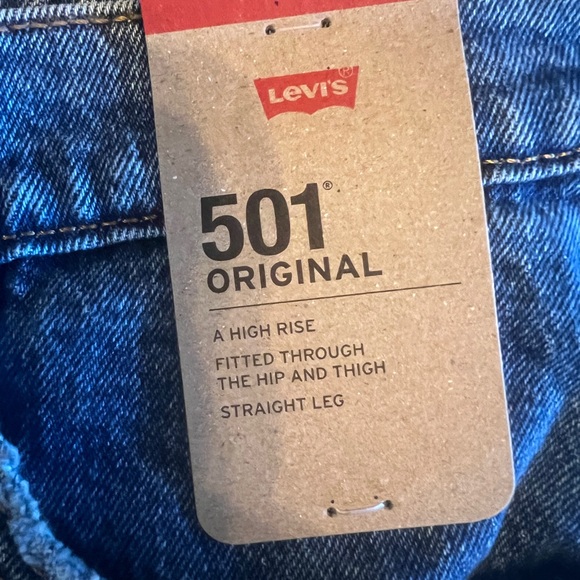 Levi's®
501®
ORIGINAL
A HIGH RISE
FITTED THROUGH
THE HIP AND THIGH
STRAIGHT LEG